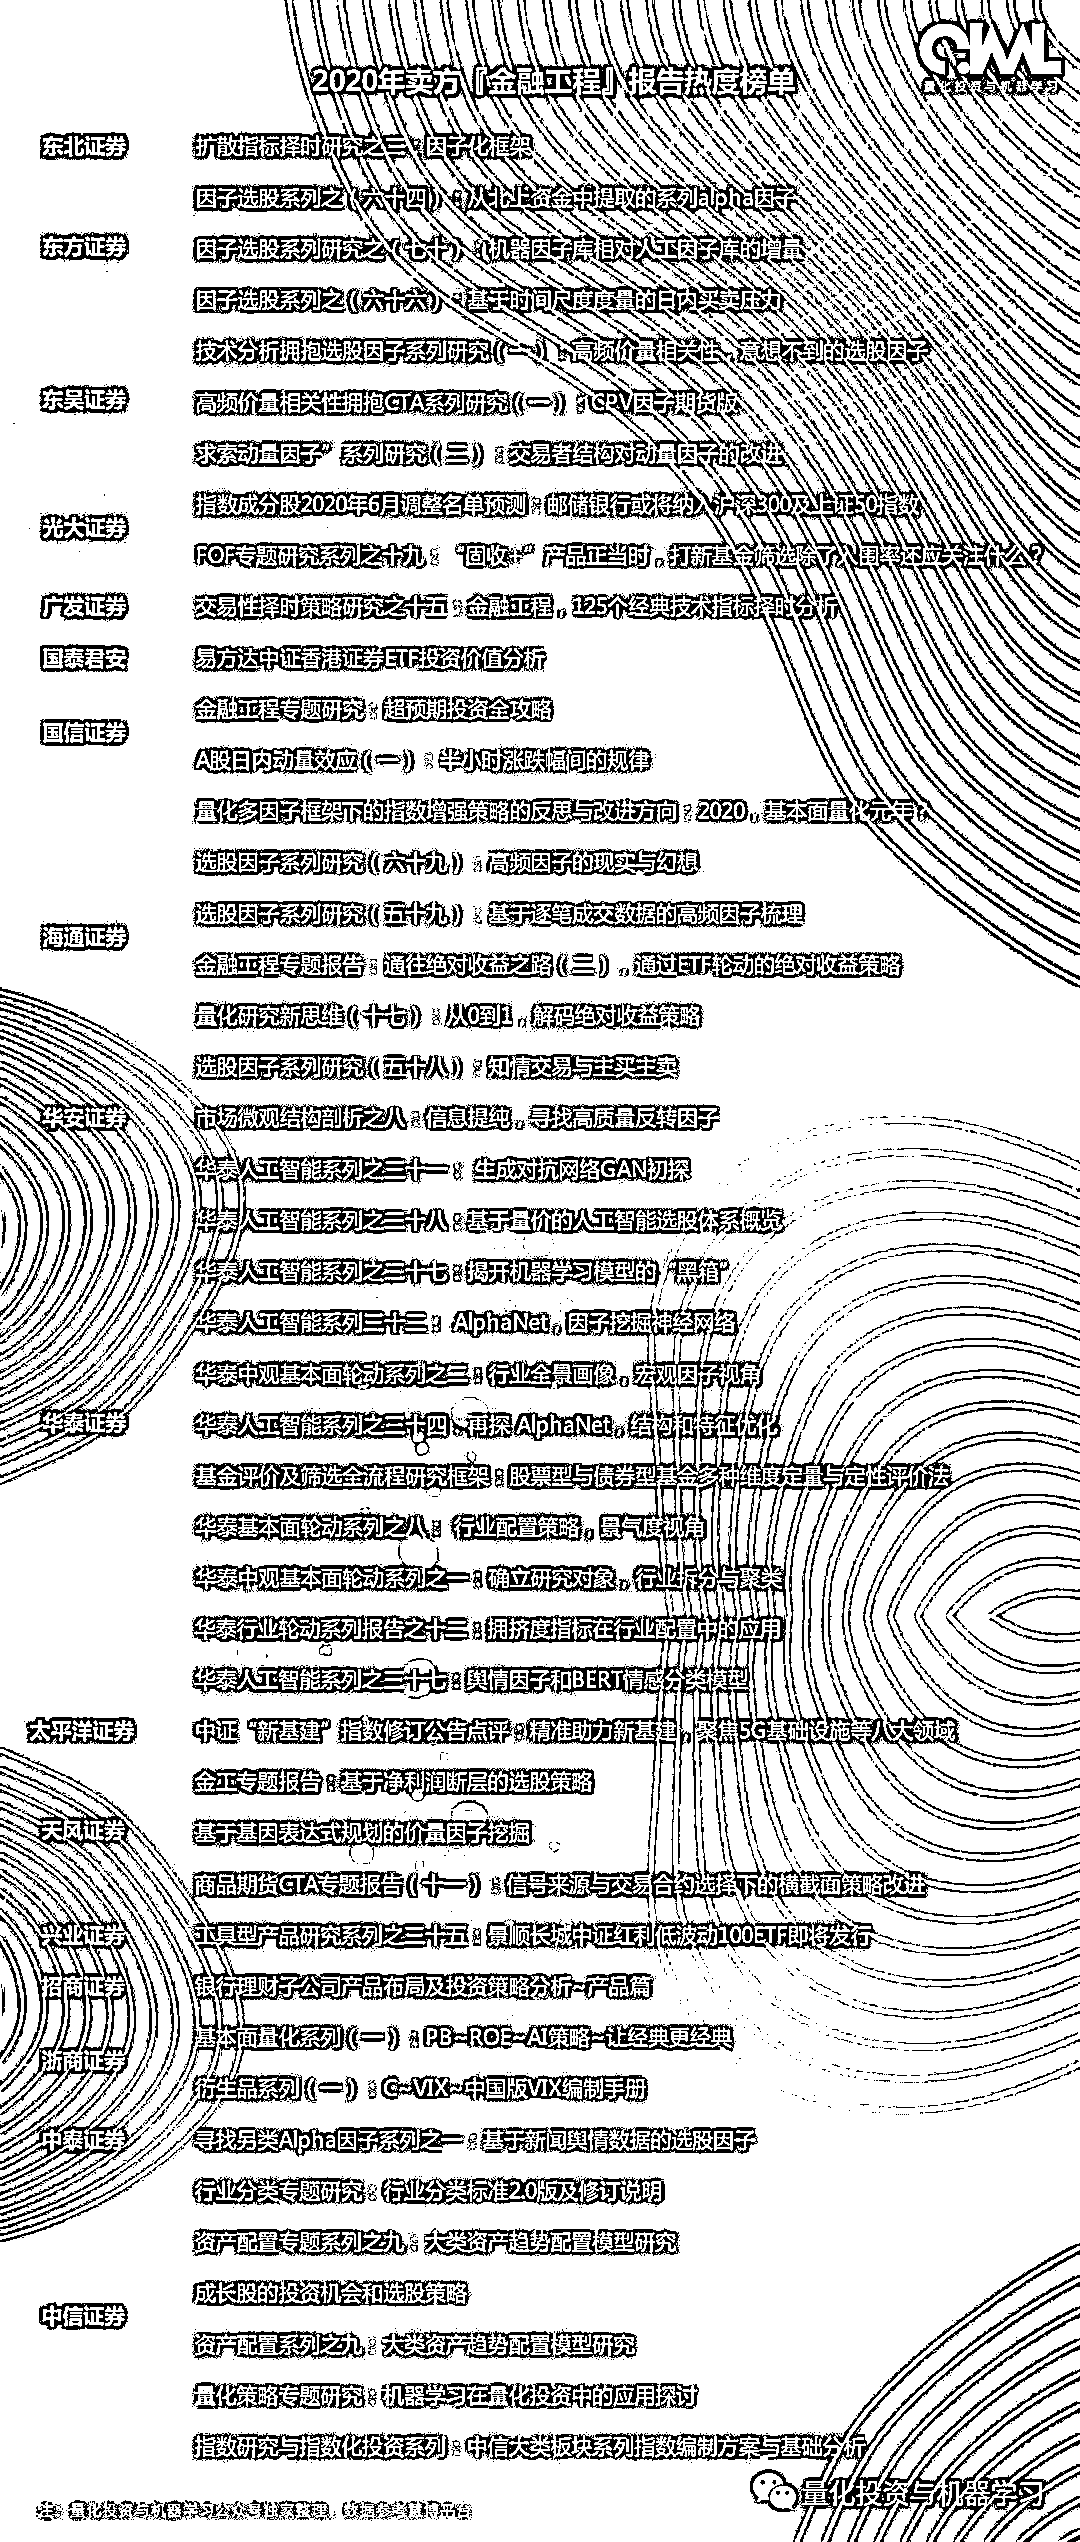 QIML
量化投资与机器学习
2020年卖方『金融工程』报告热度榜单
东北证券
扩散指标择时研究之三：因子化框架
因子选股系列之（六十四）：从北上资金中提取的系列alpha因子
东方证券
因子选股系列研究之（七十）：机器因子库相对人工因子库的增量
因子选股系列之（六十六）：基于时间尺度度量的日内买卖压力
技术分析拥抱选股因子系列研究（一）：高频价量相关性，意想不到的选股因子
东吴证券
高频价量相关性拥抱CTA系列研究（一）：CPV因子期货版
求索动量因子”系列研究（三）：交易者结构对动量因子的改进
指数成分股2020年6月调整名单预测：邮储银行或将纳入沪深300及上证50指数
光大证券
FOF专题研究系列之十九：“固收+”产品正当时，打新基金筛选除了入围率还应关注什么？
广发证券
交易性择时策略研究之十五：金融工程，125个经典技术指标择时分析
国泰君安
易方达中证香港证券ETF投资价值分析
金融工程专题研究：超预期投资全攻略
国信证券
A股日内动量效应（一）：半小时涨跌幅间的规律
量化多因子框架下的指数增强策略的反思与改进方向：2020，基本面量化元年？
选股因子系列研究（六十九）：高频因子的现实与幻想
选股因子系列研究（五十九）：基于逐笔成交数据的高频因子梳理
海通证券
金融工程专题报告：通往绝对收益之路（三），通过ETF轮动的绝对收益策略
量化研究新思维（十七）：从0到1，解码绝对收益策略
选股因子系列研究（五十八）：知情交易与主买主卖
华安证券
市场微观结构剖析之八：信息提纯，寻找高质量反转因子
华泰人工智能系列之三十一：生成对抗网络GAN初探
华泰人工智能系列之三十八：基于量价的人工智能选股体系概览
华泰人工智能系列之二十七：揭开机器学习模型的“黑箱”
华泰人工智能系列三十二：AlphaNet，因子挖掘神经网络
华泰中观基本面轮动系列之二：行业全景画像，宏观因子视角
华泰证券
华泰人工智能系列之三十四：再探 AlphaNet，结构和特征优化
基金评价及筛选全流程研究框架：股票型与债券型基金多种维度定量与定性评价法
华泰基本面轮动系列之八：行业配置策略，景气度视角
华泰中观基本面轮动系列之一：确立研究对象，行业拆分与聚类
华泰行业轮动系列报告之十二：拥挤度指标在行业配置中的应用
华泰人工智能系列之三十七：舆情因子和BERT情感分类模型
太平洋证券
中证“新基建”指数修订公告点评：精准助力新基建，聚焦5G基础设施等八大领域
金工专题报告：基于净利润断层的选股策略
天风证券
基于基因表达式规划的价量因子挖掘
商品期货CTA专题报告（十一）：信号来源与交易合约选择下的横截面策略改进
兴业证券
工具型产品研究系列之二十五：景顺长城中证红利低波动100ETF即将发行
招商证券
银行理财子公司产品布局及投资策略分析~产品篇
基本面量化系列（一）：PB~ROE~AI策略~让经典更经典
浙商证券
衍生品系列（一）：C~VIX~中国版VIX编制手册
中泰证券
寻找另类Alpha因子系列之一：基于新闻舆情数据的选股因子
行业分类专题研究：行业分类标准2.0版及修订说明
资产配置专题系列之九：大类资产趋势配置模型研究
成长股的投资机会和选股策略
中信证券
资产配置系列之九：大类资产趋势配置模型研究
量化策略专题研究：机器学习在量化投资中的应用探讨
指数研究与指数化投资系列：中信大类板块系列指数编制方案与基础分析
量化投资与机器学习
注：量化投资与机器学习公众号独家整理